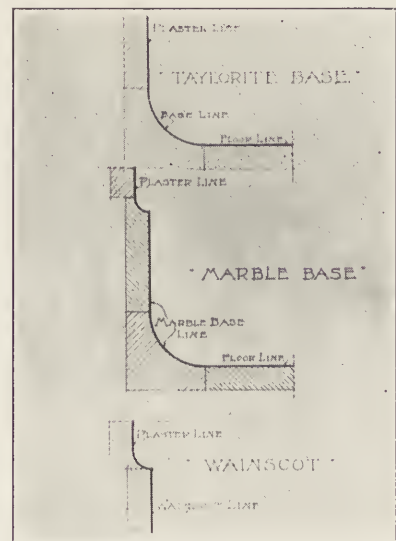 PLASTER LINE
"TAYLORITE BASE"
BASE LINE
FLOOR LINE
PLASTER LINE
"MARBLE BASE"
MARBLE BASE
LINE
FLOOR LINE
PLASTER LINE
"WAINSCOT"
LINE